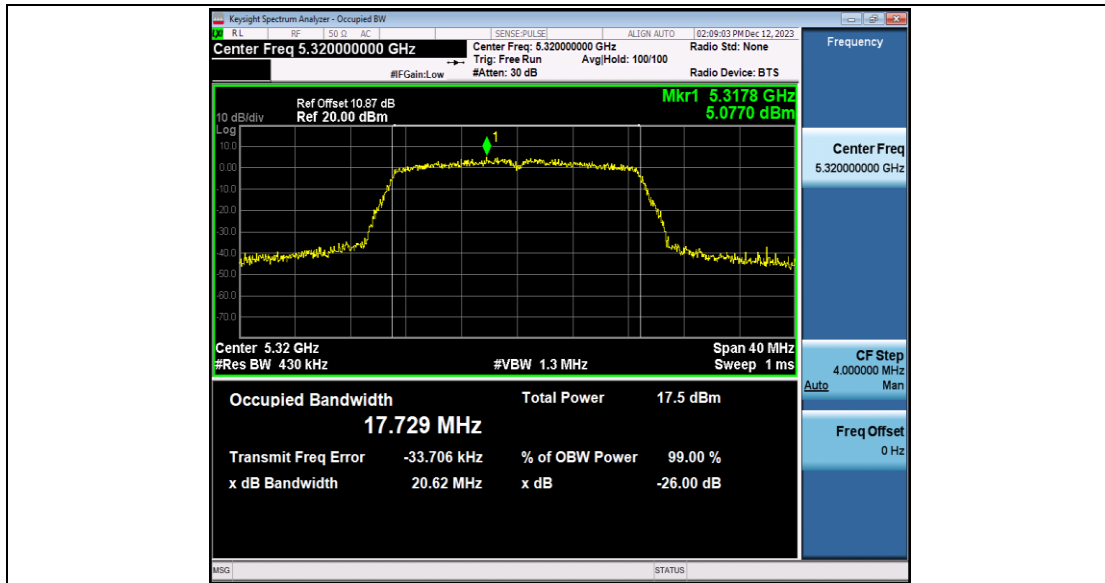 Keysight Spectrum Analyzer - Occupied BW
RL RF 50 Ω AC SENSE:PULSE ALIGN AUTO 02:09:03 PM Dec 12, 2023
Center Freq 5.320000000 GHz
Center Freq: 5.320000000 GHz Radio Std: None
Trig: Free Run Avg|Hold: 100/100
#IFGain:Low #Atten: 30 dB Radio Device: BTS
Mkr1 5.3178 GHz
5.0770 dBm
Ref Offset 10.87 dB
10 dB/div Ref 20.00 dBm
Log
10.0
0.00
-10.0
-20.0
-30.0
-40.0
-50.0
-60.0
-70.0
1
Center 5.32 GHz Span 40 MHz
#Res BW 430 kHz #VBW 1.3 MHz Sweep 1 ms
Occupied Bandwidth Total Power 17.5 dBm
17.729 MHz
Transmit Freq Error -33.706 kHz % of OBW Power 99.00 %
x dB Bandwidth 20.62 MHz x dB -26.00 dB
MSG STATUS
Frequency
Center Freq
5.320000000 GHz
CF Step
4.000000 MHz
Auto Man
Freq Offset
0 Hz